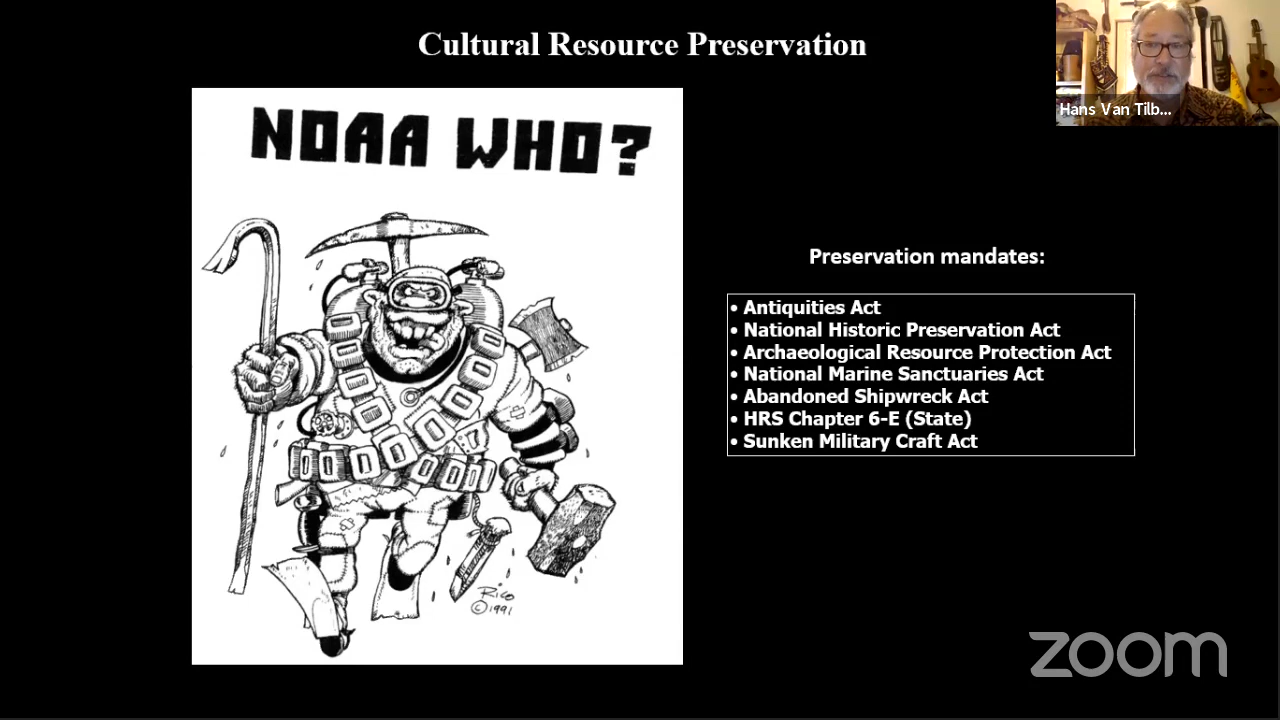 Cultural Resource Preservation
Hans Van Tilb...
NOAA WHO?
Preservation mandates:
• Antiquities Act
• National Historic Preservation Act
• Archaeological Resource Protection Act
• National Marine Sanctuaries Act
• Abandoned Shipwreck Act
• HRS Chapter 6-E (State)
• Sunken Military Craft Act
Rico
©1991
zoom